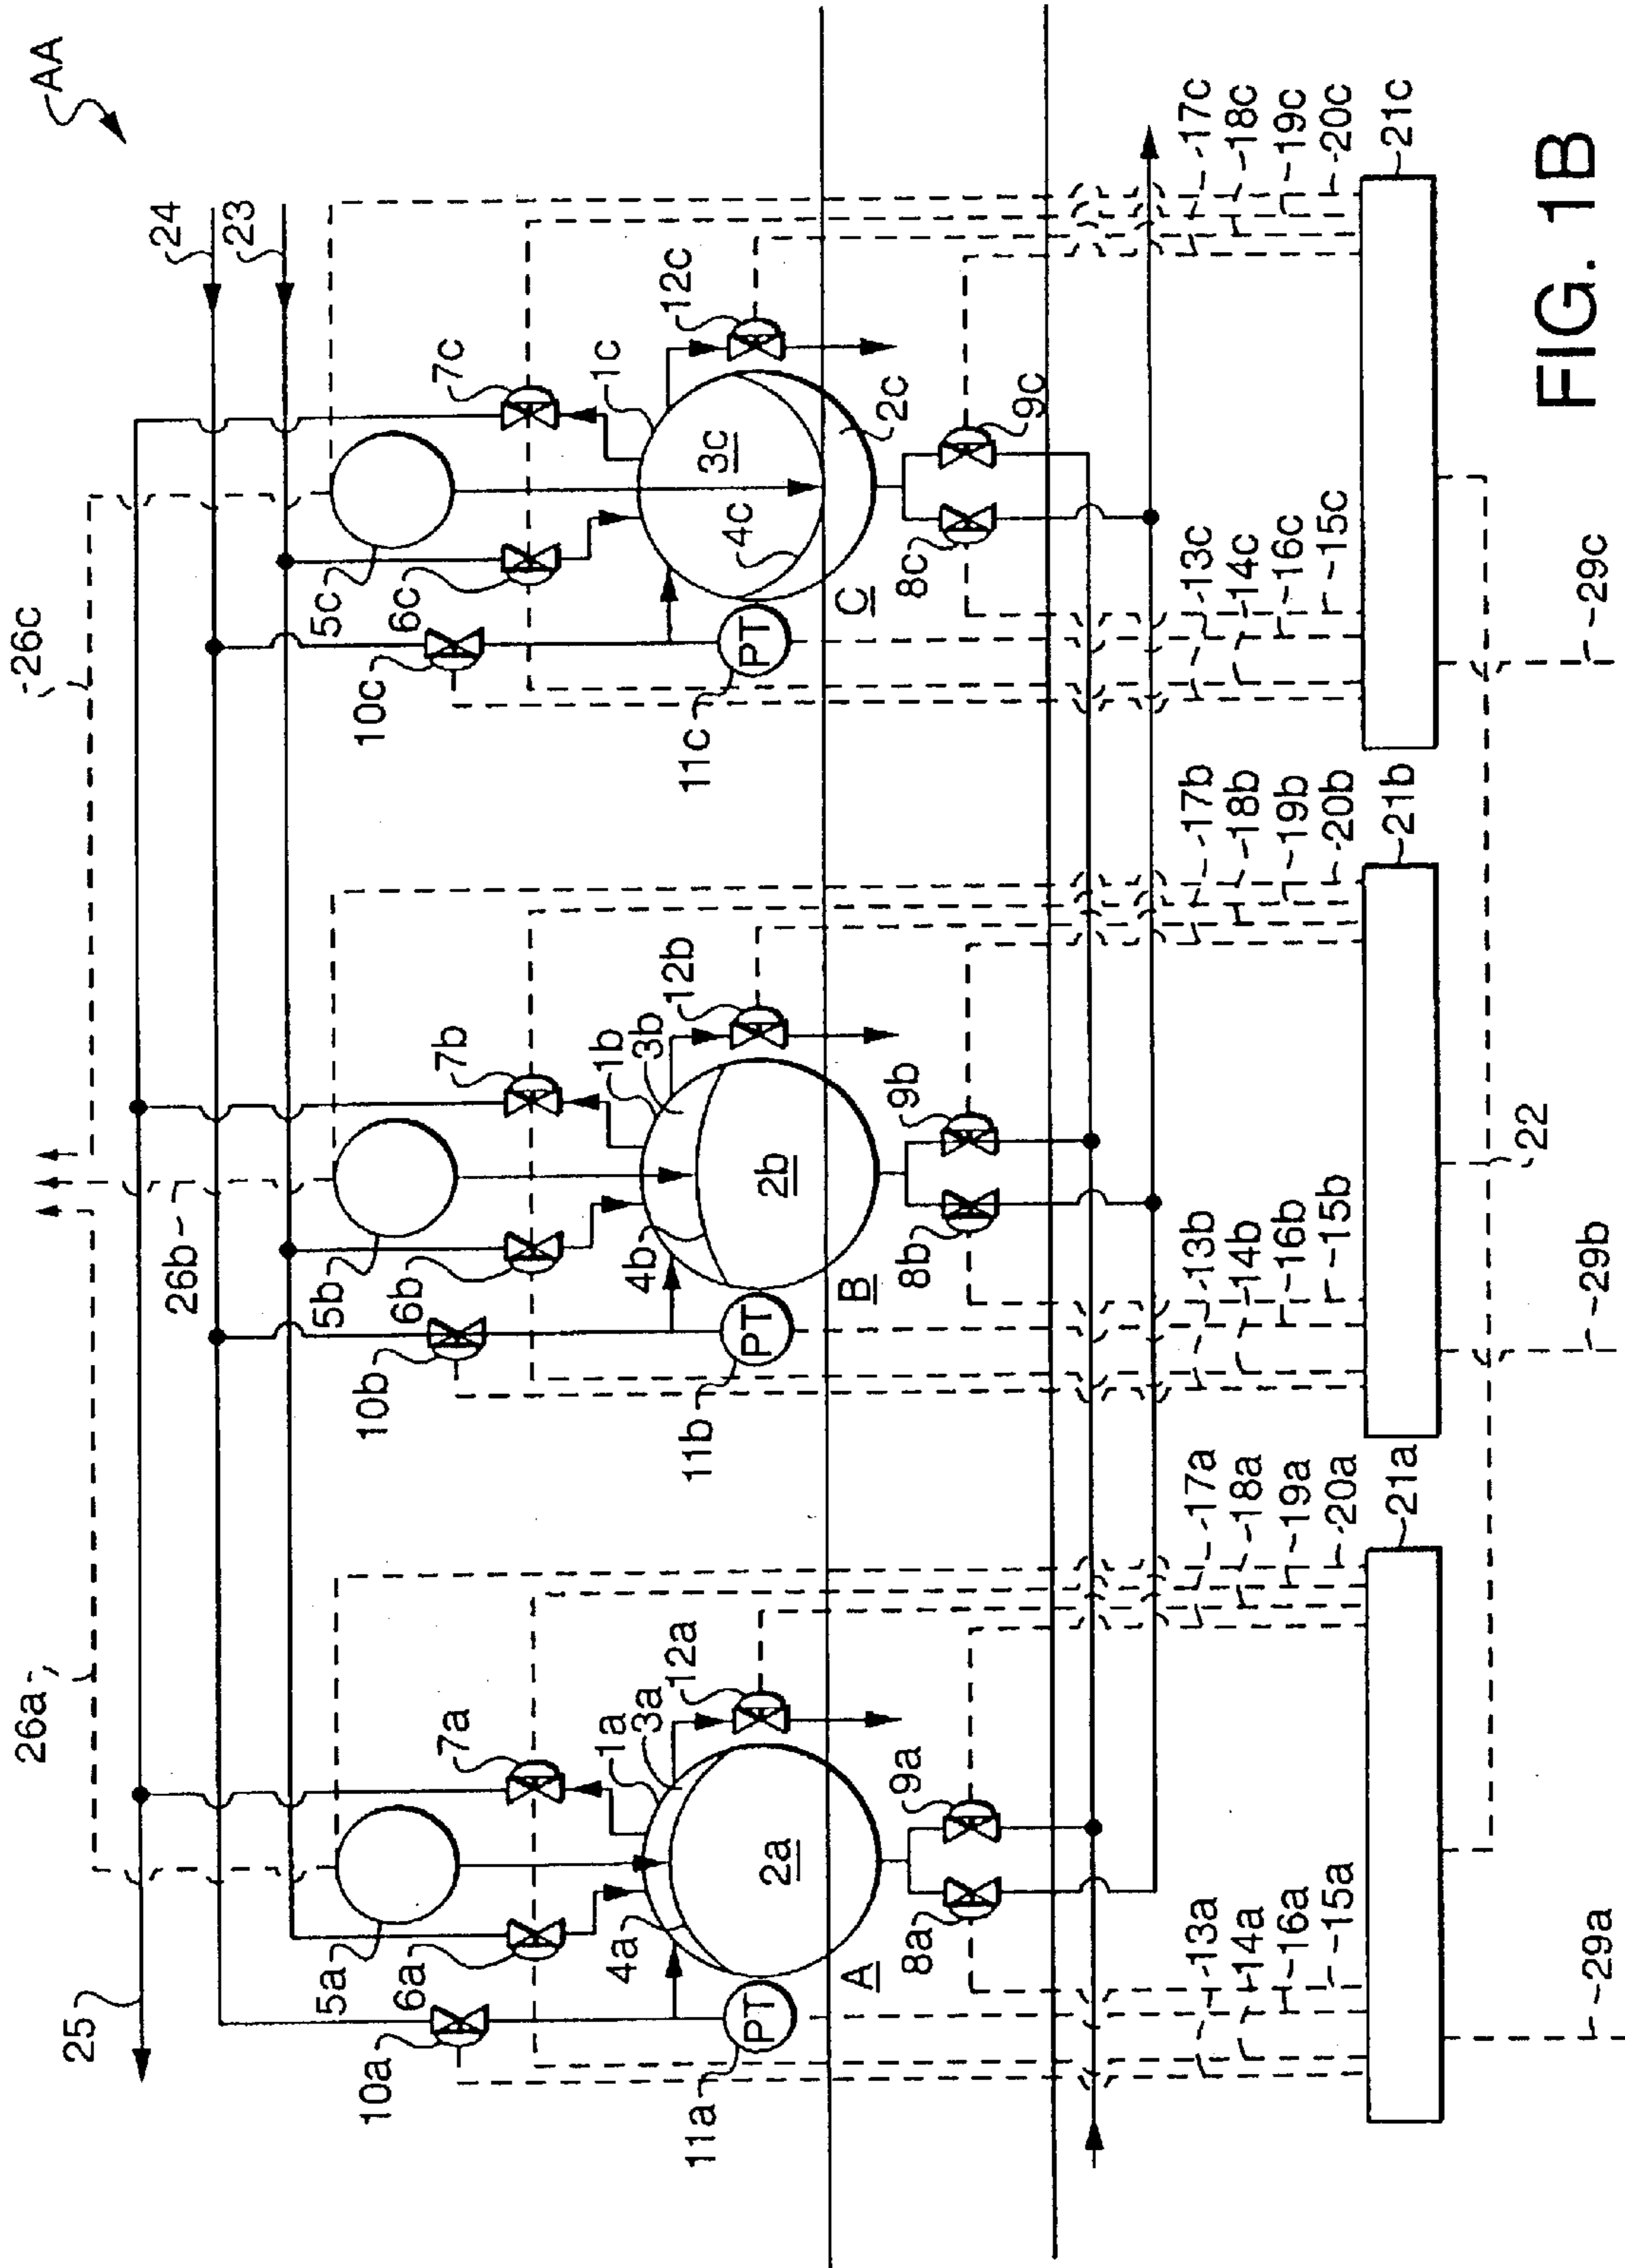 AA
26a
26c
25
24
23
26b
5a
5b
5c
6a
6b
6c
7a
7b
7c
10a
10b
10c
1a
3a
12a
1b
3b
12b
1c
12c
4a
4b
4c
3c
2a
2b
2c
PT
PT
PT
11a
11b
11c
A
B
C
8a
9a
8b
9b
8c
9c
13a
14a
16a
15a
17a
18a
19a
20a
13b
14b
16b
15b
17b
18b
19b
20b
13c
14c
16c
15c
17c
18c
19c
20c
21a
21b
21c
22
29a
29b
29c
FIG. 1B